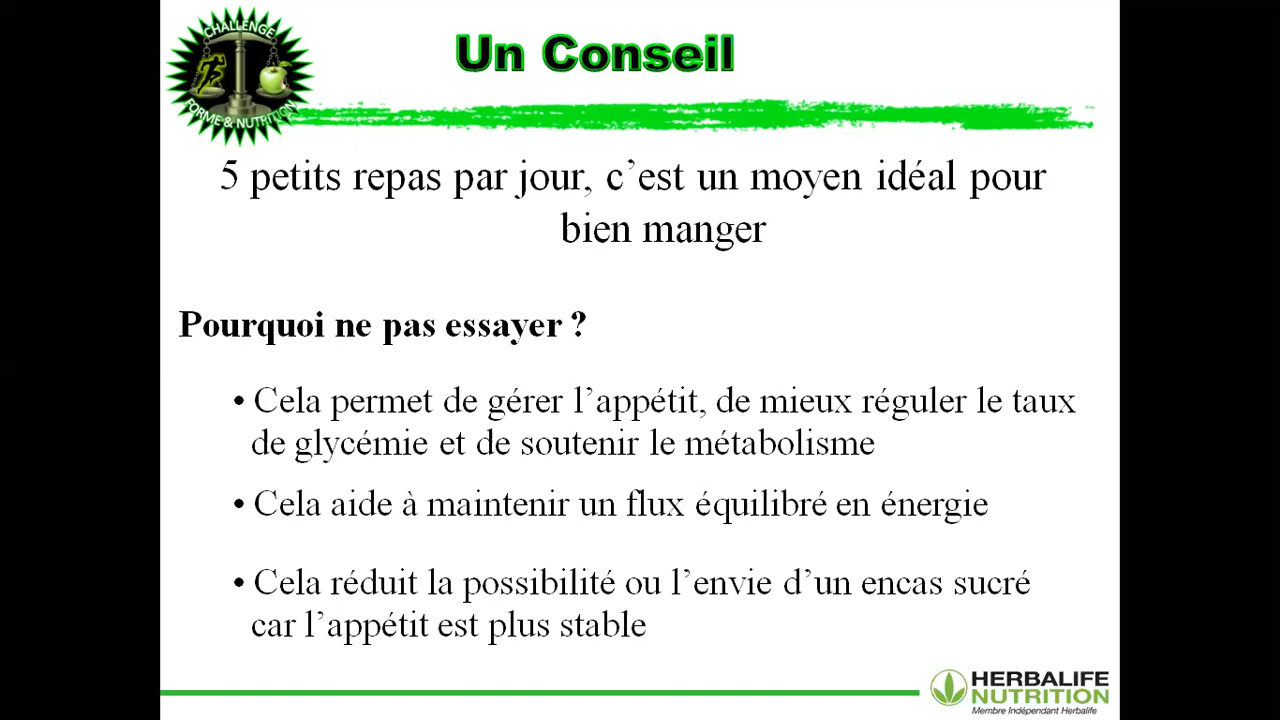 CHALLENGE
FORME & NUTRITION
Un Conseil
5 petits repas par jour, c’est un moyen idéal pour
bien manger
Pourquoi ne pas essayer ?
• Cela permet de gérer l’appétit, de mieux réguler le taux
de glycémie et de soutenir le métabolisme
• Cela aide à maintenir un flux équilibré en énergie
• Cela réduit la possibilité ou l’envie d’un encas sucré
car l’appétit est plus stable
HERBALIFE
NUTRITION
Membre Indépendant Herbalife